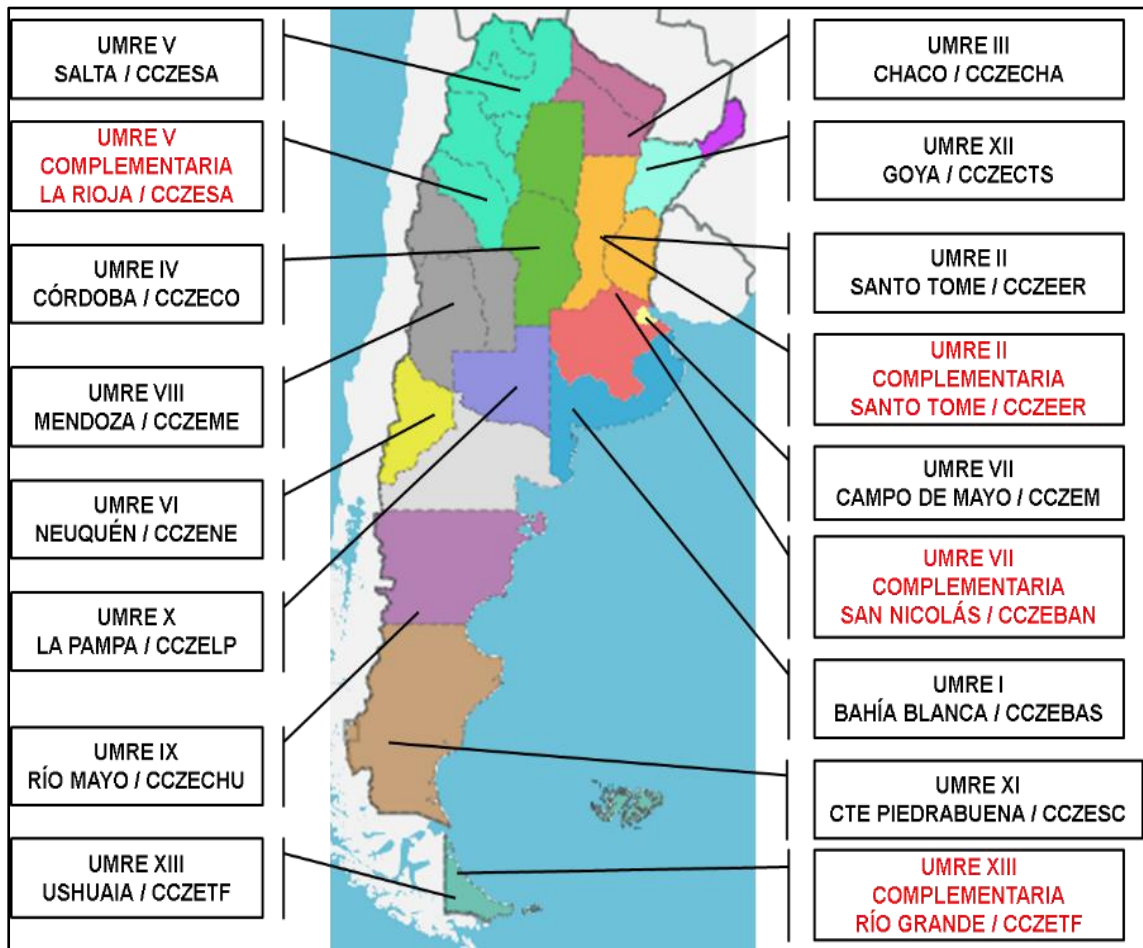 UMRE V
SALTA / CCZESA
UMRE V
COMPLEMENTARIA
LA RIOJA / CCZESA
UMRE IV
CÓRDOBA / CCZECO
UMRE VIII
MENDOZA / CCZEME
UMRE VI
NEUQUÉN / CCZENE
UMRE X
LA PAMPA / CCZELP
UMRE IX
RÍO MAYO / CCZECHU
UMRE XIII
USHUAIA / CCZETF
UMRE III
CHACO / CCZECHA
UMRE XII
GOYA / CCZECTS
UMRE II
SANTO TOME / CCZEER
UMRE II
COMPLEMENTARIA
SANTO TOME / CCZEER
UMRE VII
CAMPO DE MAYO / CCZEM
UMRE VII
COMPLEMENTARIA
SAN NICOLÁS / CCZEBAN
UMRE I
BAHÍA BLANCA / CCZEBAS
UMRE XI
CTE PIEDRABUENA / CCZESC
UMRE XIII
COMPLEMENTARIA
RÍO GRANDE / CCZETF